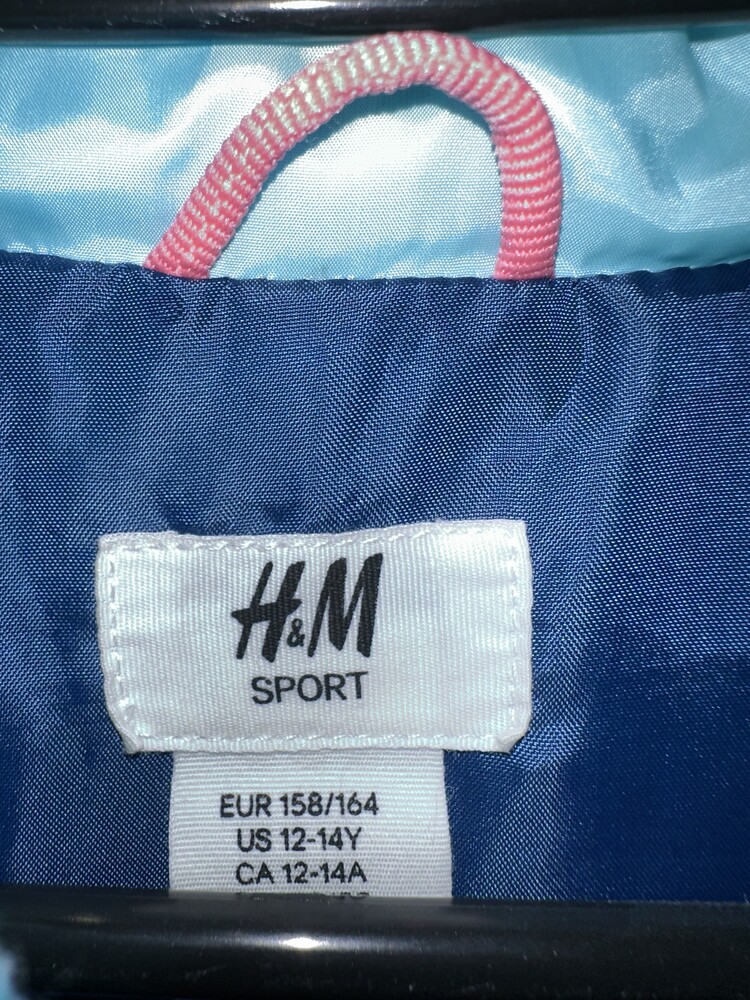 H&M
SPORT
EUR 158/164
US 12-14Y
CA 12-14A